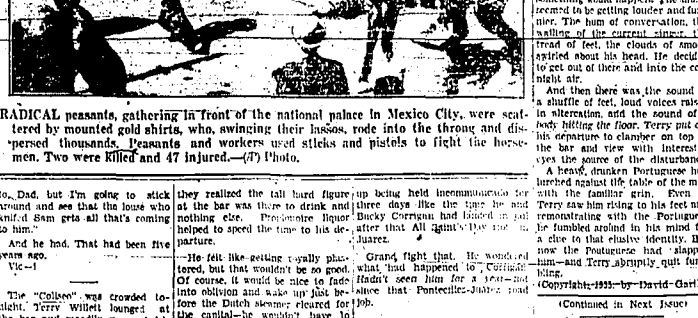 RADICAL peasants, gathering in front of the national palace in Mexico City, were scat-
tered by mounted gold shirts, who, swinging their lassos, rode into the throng and dis-
persed thousands. Peasants and workers used sticks and pistols to fight the horse-
men. Two were killed and 47 injured.—(AP) Photo.
to, Dad, but I'm going to stick
around and see that the louse who
knifed Sam gets all that's coming
to him."
And he had. That had been five
years ago.
Vic—!
The "Coliseo" was crowded to-
night. Terry Willett lounged at
they realized the tall hard figure
at the bar was there to drink and
nothing else. liquor
helped to speed the time to his de-
parture.
He felt like getting royally plas-
tered, but that wouldn't be so good.
Of course, it would be nice to fade
into oblivion and wake up just be-
fore the Dutch steamer cleared for
the capital—he wouldn't have to
up being held incommunicado for
three days like the time he and
Bucky Corrigan had landed in jail
after that All Saint's Day riot in
Juarez.
Grand fight that. He wondered
what had happened to Corrigan.
Hadn't seen him for a year—not
since that road
job.
seemed to be getting louder and fun-
nier. The hum of conversation, the
wailing of the current singer, the
tread of feet, the clouds of smoke
swirled about his head. He decided
to get out of there and into the cool
night air.
And then there was the sound of
a shuffle of feet, loud voices raised
in altercation, and the sound of a
body hitting the floor. Terry put off
his departure to clamber on top of
the bar and view with interested
eyes the source of the disturbance.
A heavy, drunken Portuguese had
lurched against the table of the man
with the familiar grin. Even as
Terry saw him rising to his feet and
remonstrating with the Portuguese,
he fumbled around in his mind for
a clue to that elusive identity. But
now the Portuguese had slapped
him—and Terry abruptly quit fum-
bling.
(Copyright, 1935, by David Gar
(Continued in Next Issue)